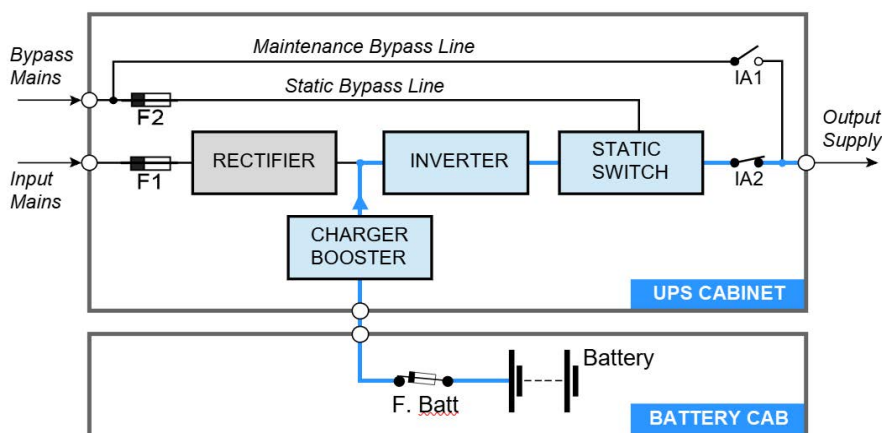 Bypass
Mains
Maintenance Bypass Line
IA1
Static Bypass Line
F2
Output
Supply
Input
Mains
F1
RECTIFIER
INVERTER
STATIC
SWITCH
IA2
CHARGER
BOOSTER
UPS CABINET
Battery
F. Batt
BATTERY CAB